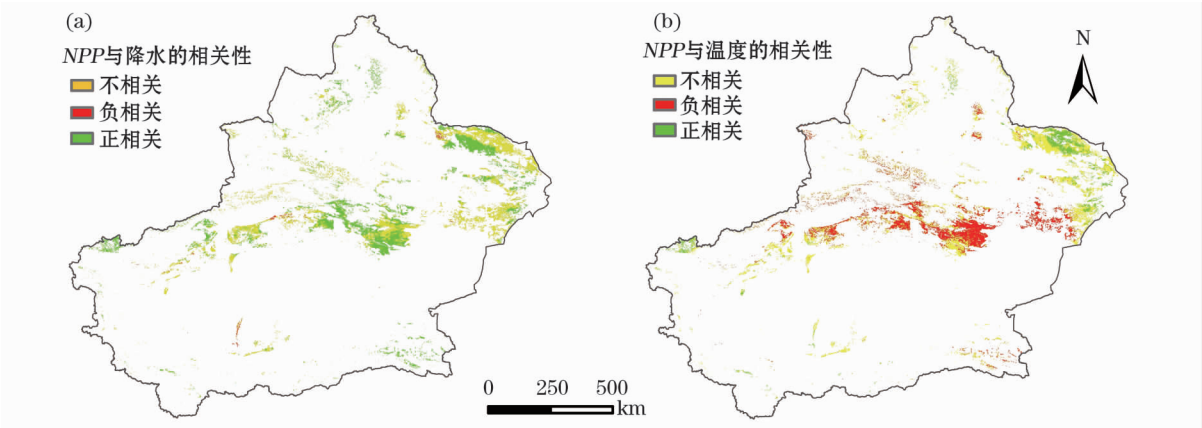 (a)
NPP与降水的相关性
不相关
负相关
正相关
(b)
NPP与温度的相关性
不相关
负相关
正相关
N
0 250 500
km